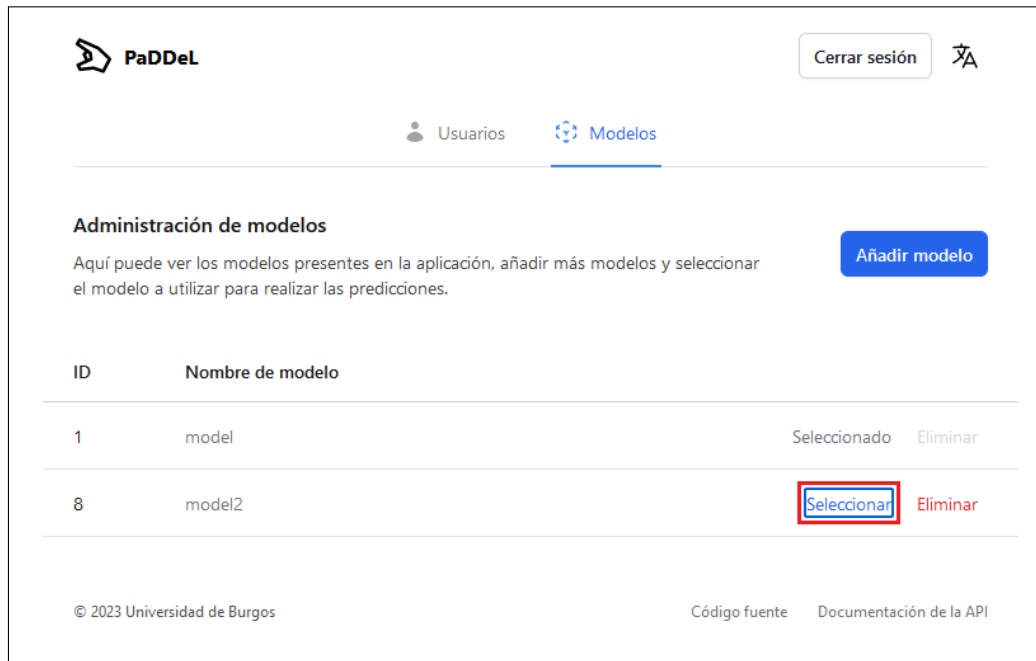 PaDDeL
Cerrar sesión
Usuarios
Modelos
Administración de modelos
Añadir modelo
Aquí puede ver los modelos presentes en la aplicación, añadir más modelos y seleccionar
el modelo a utilizar para realizar las predicciones.
ID Nombre de modelo
1 model Seleccionado Eliminar
8 model2 Seleccionar Eliminar
© 2023 Universidad de Burgos Código fuente Documentación de la API